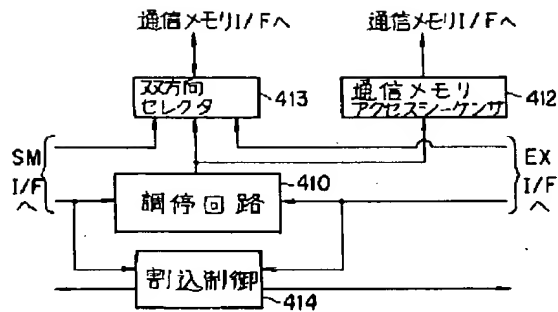 通信メモリI/Fへ
通信メモリI/Fへ
双方向
セレクタ
413
通信メモリ
アクセスシーケンサ
412
SM
I/F
へ
EX
I/F
へ
410
調停回路
割込制御
414